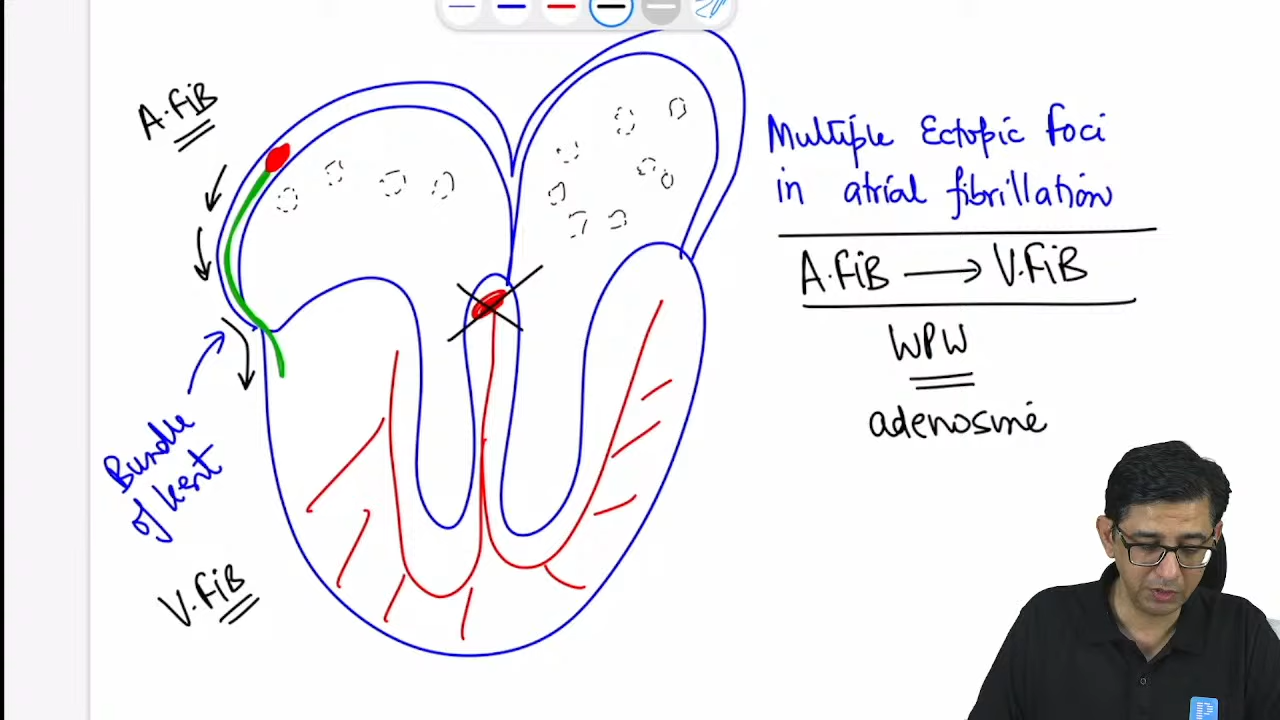 A.FiB
Multiple Ectopic foci
in atrial fibrillation
A.FiB → V.FiB
WPW
adenosine
Bundle
of kent
V.FiB
P